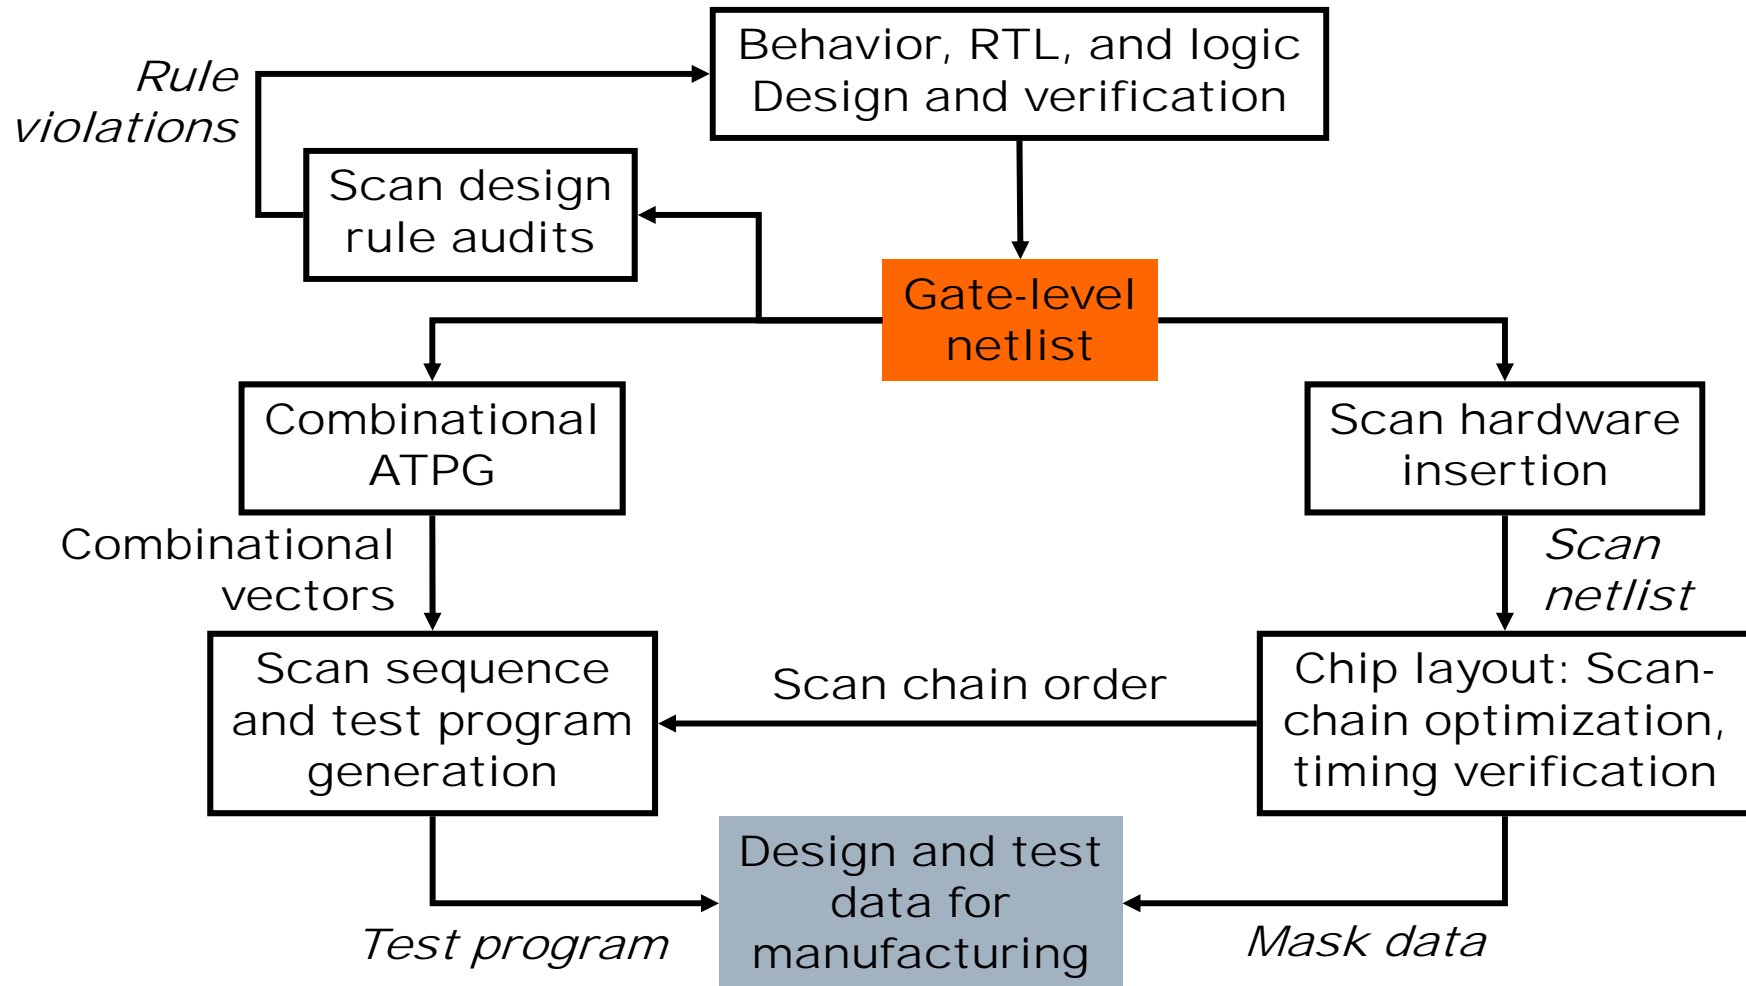 Behavior, RTL, and logic
Design and verification
Rule
violations
Scan design
rule audits
Gate-level
netlist
Combinational
ATPG
Scan hardware
insertion
Combinational
vectors
Scan
netlist
Scan sequence
and test program
generation
Scan chain order
Chip layout: Scan-
chain optimization,
timing verification
Design and test
data for
manufacturing
Test program
Mask data